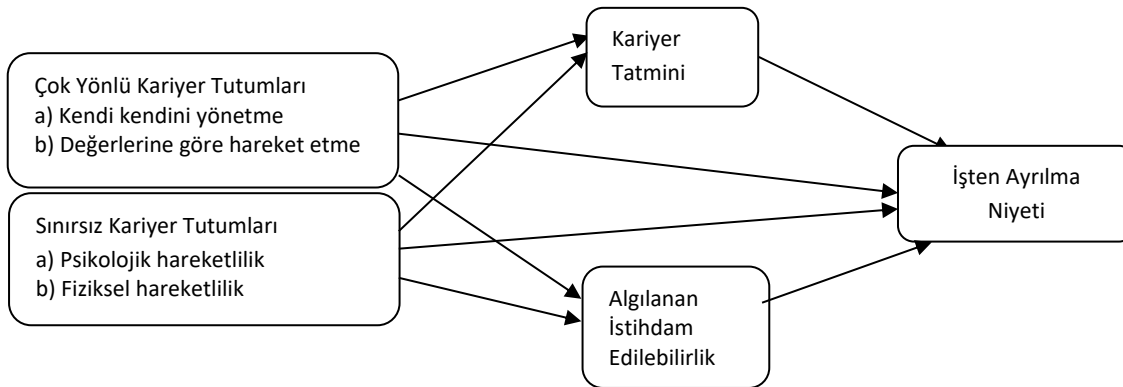 Çok Yönlü Kariyer Tutumları
a) Kendi kendini yönetme
b) Değerlerine göre hareket etme
Sınırsız Kariyer Tutumları
a) Psikolojik hareketlilik
b) Fiziksel hareketlilik
Kariyer
Tatmini
Algılanan
İstihdam
Edilebilirlik
İşten Ayrılma
Niyeti